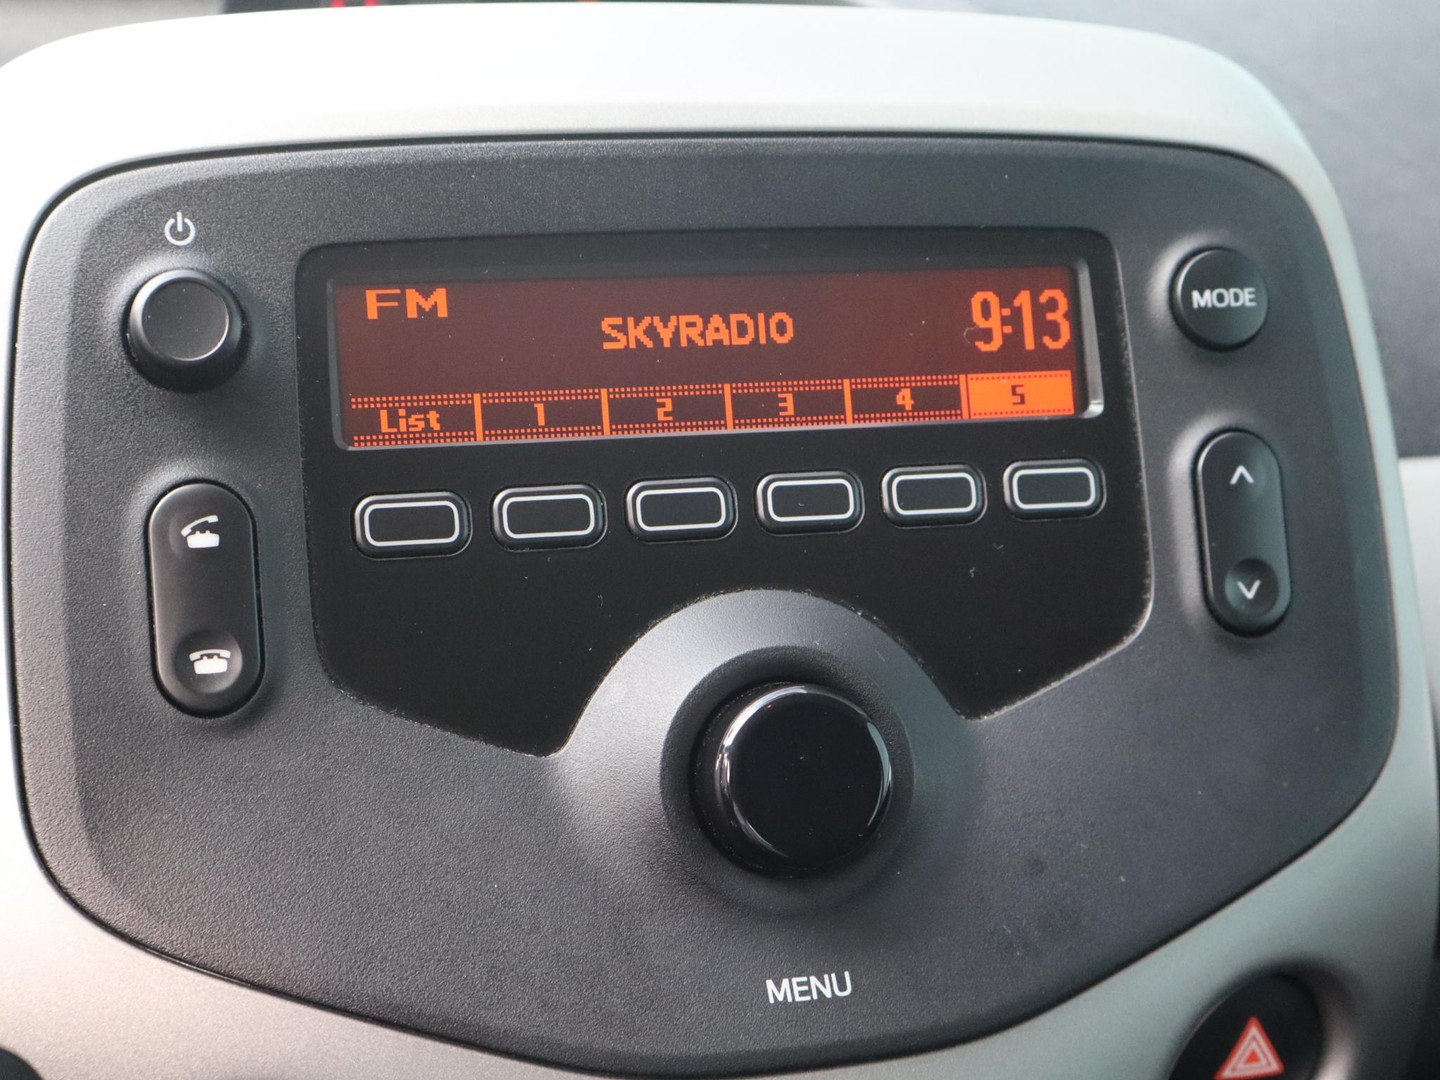 FM
SKYRADIO
9:13
List 1 2 3 4 5
MODE
MENU